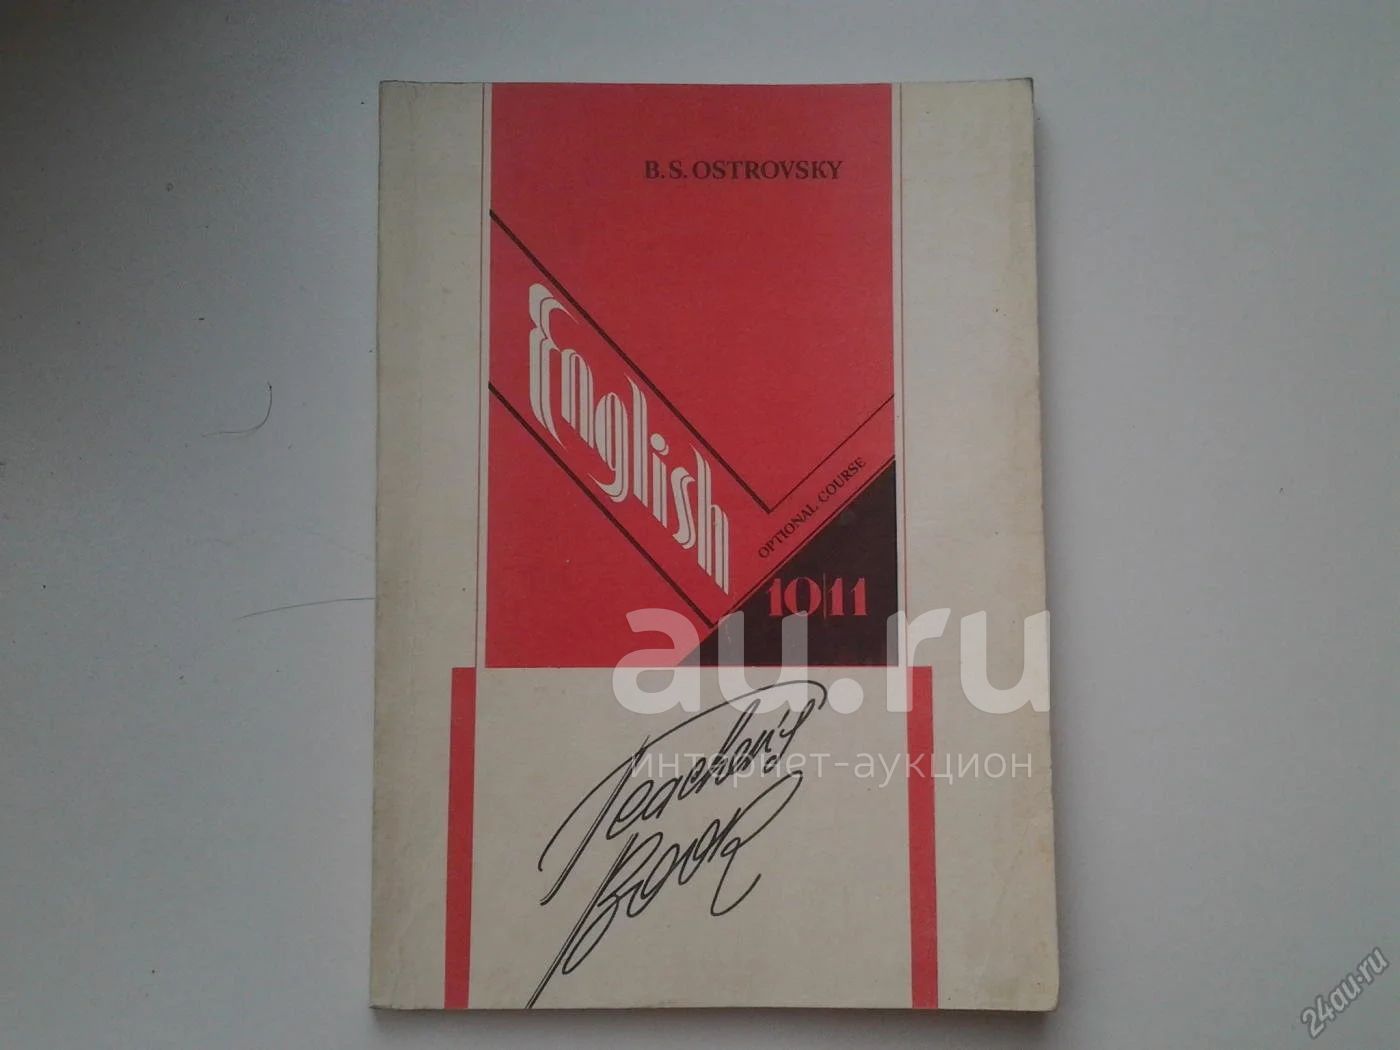 B. S. OSTROVSKY
English
OPTIONAL COURSE
10|11
au.ru
интернет-аукцион
Teacher's
Book
24au.ru